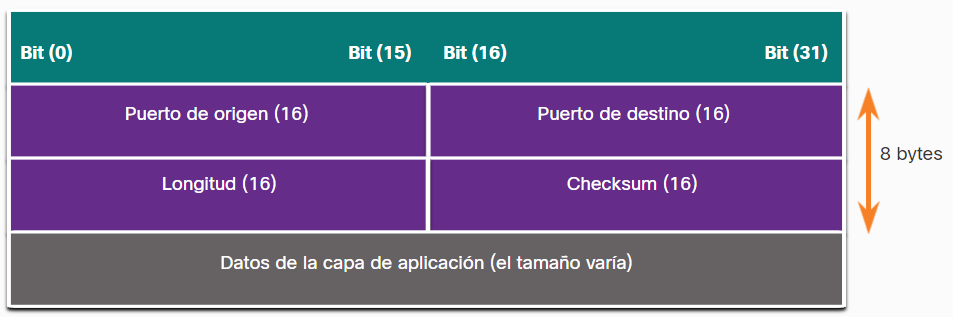 Bit (0) Bit (15) Bit (16) Bit (31)
Puerto de origen (16) Puerto de destino (16)
8 bytes
Longitud (16) Checksum (16)
Datos de la capa de aplicación (el tamaño varía)